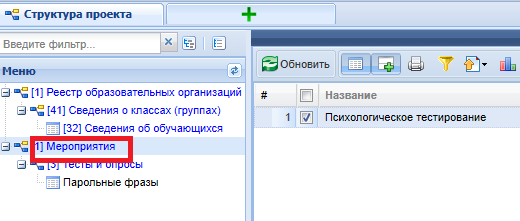 Структура проекта
Введите фильтр...
Меню
[1] Реестр образовательных организаций
[41] Сведения о классах (группах)
[32] Сведения об обучающихся
1] Мероприятия
[3] Тесты и опросы
Парольные фразы
Обновить
# Название
1 Психологическое тестирование